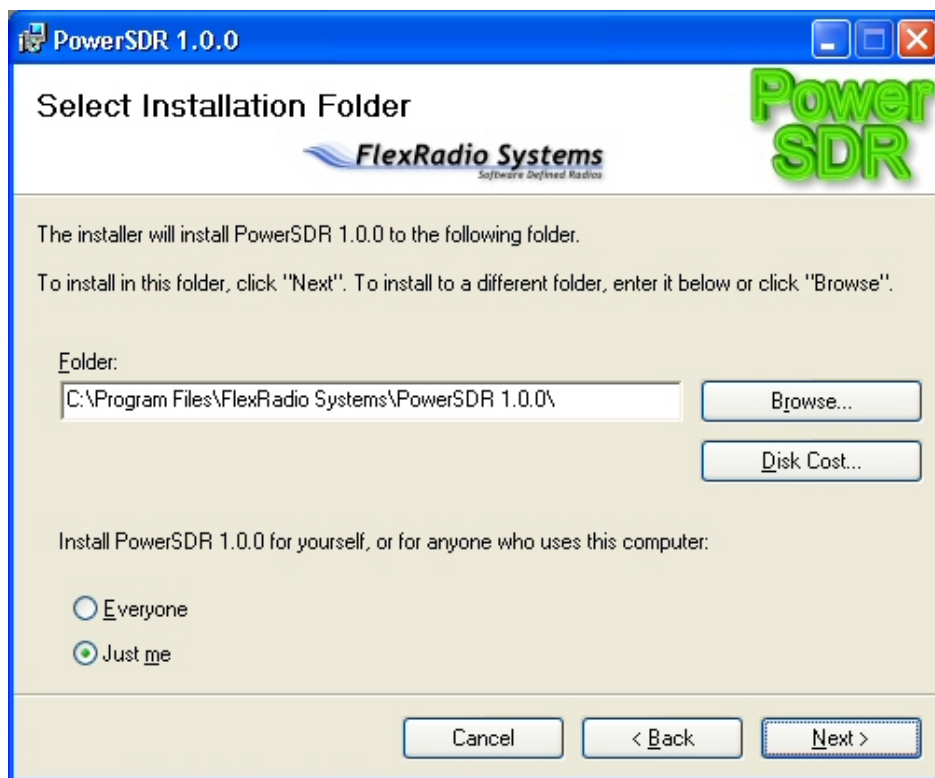 PowerSDR 1.0.0
Select Installation Folder
Power
SDR
FlexRadio Systems
Software Defined Radios
The installer will install PowerSDR 1.0.0 to the following folder.
To install in this folder, click "Next". To install to a different folder, enter it below or click "Browse".
Folder:
C:\Program Files\FlexRadio Systems\PowerSDR 1.0.0\
Browse...
Disk Cost...
Install PowerSDR 1.0.0 for yourself, or for anyone who uses this computer:
Everyone
Just me
Cancel
< Back
Next >